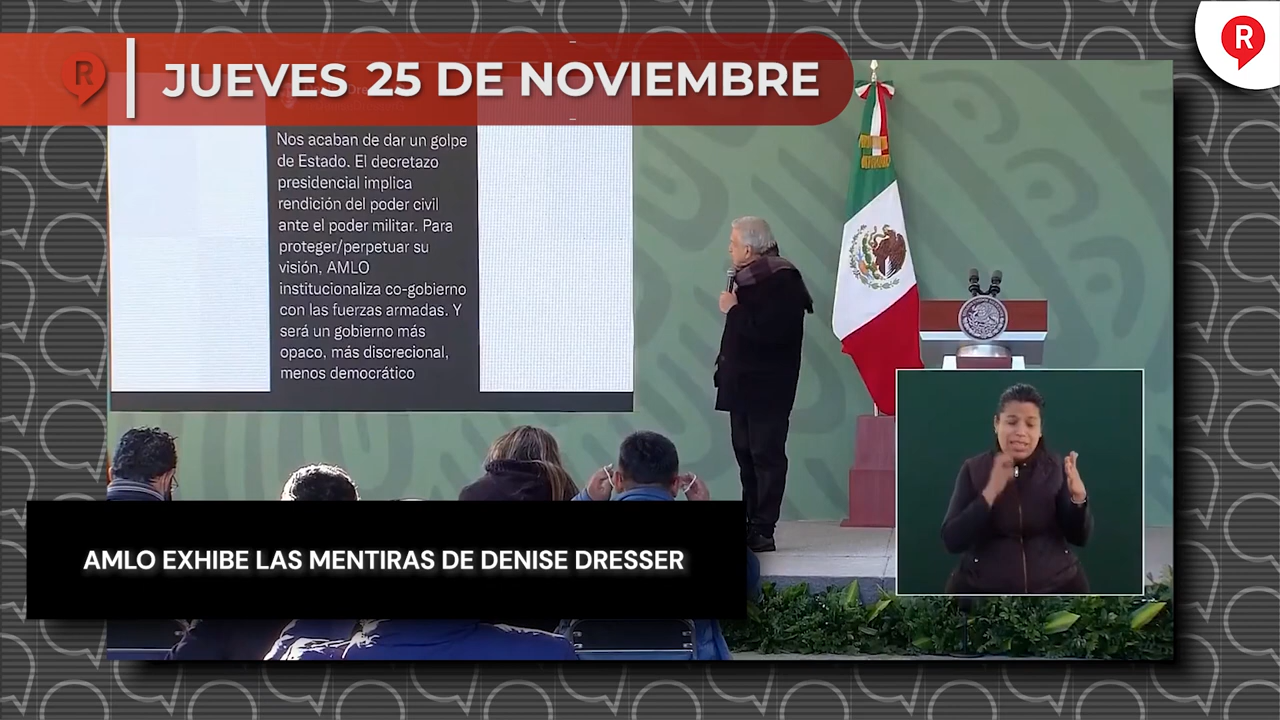 R
R
JUEVES 25 DE NOVIEMBRE
Nos acaban de dar un golpe
de Estado. El decretazo
presidencial implica
rendición del poder civil
ante el poder militar. Para
proteger/perpetuar su
visión, AMLO
institucionaliza co-gobierno
con las fuerzas armadas. Y
será un gobierno más
opaco, más discrecional,
menos democrático
AMLO EXHIBE LAS MENTIRAS DE DENISE DRESSER